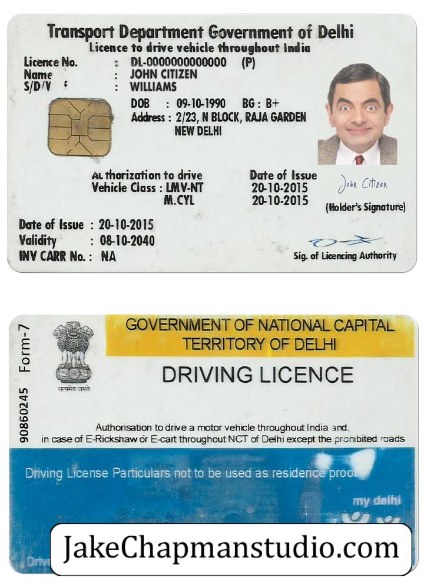 Transport Department Government of Delhi
Licence to drive vehicle throughout India
Licence No. : DL-0000000000000 (P)
Name : JOHN CITIZEN
S/D/W : WILLIAMS
DOB : 09-10-1990 BG : B+
Address : 2/23, N BLOCK, RAJA GARDEN
NEW DELHI
Authorization to drive Date of Issue
Vehicle Class : LMV-NT 20-10-2015
M.CYL 20-10-2015
John Citizen
(Holder's Signature)
Date of Issue : 20-10-2015
Validity : 08-10-2040
INV CARR No. : NA
Sig. of Licencing Authority
90860245 Form-7
सत्यमेव जयते
GOVERNMENT OF NATIONAL CAPITAL
TERRITORY OF DELHI
DRIVING LICENCE
Authorisation to drive a motor vehicle throughout India and,
in case of E-Rickshaw or E-cart throughout NCT of Delhi except the prohibited roads
Driving License Particulars not to be used as residence proof
my delhi
JakeChapmanstudio.com